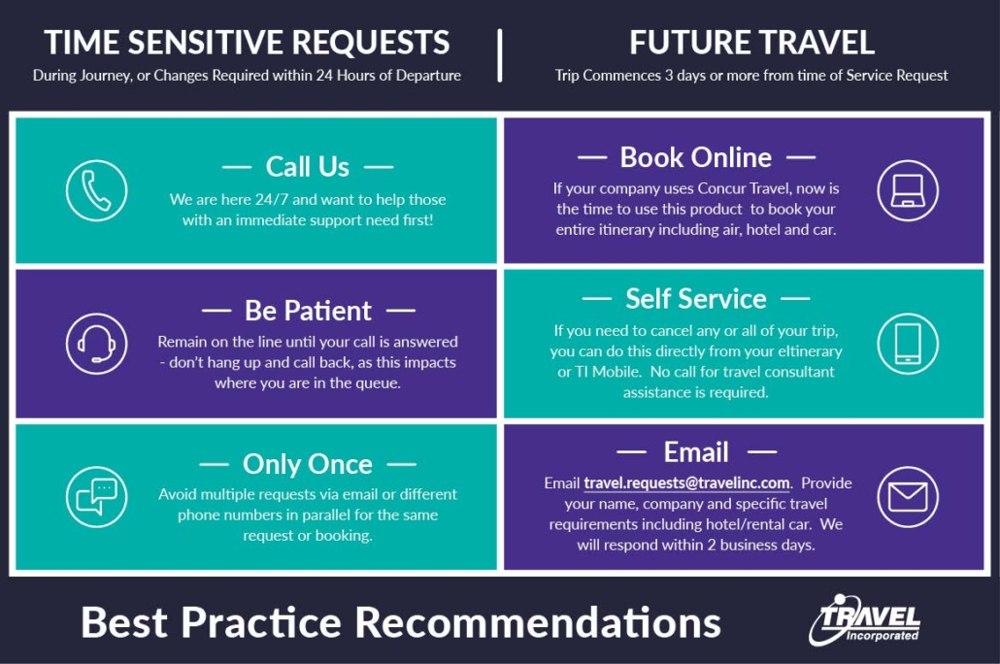 TIME SENSITIVE REQUESTS
During Journey, or Changes Required within 24 Hours of Departure
FUTURE TRAVEL
Trip Commences 3 days or more from time of Service Request
Call Us
We are here 24/7 and want to help those
with an immediate support need first!
Book Online
If your company uses Concur Travel, now is
the time to use this product to book your
entire itinerary including air, hotel and car.
Be Patient
Remain on the line until your call is answered
- don't hang up and call back, as this impacts
where you are in the queue.
Self Service
If you need to cancel any or all of your trip,
you can do this directly from your eItinerary
or TI Mobile. No call for travel consultant
assistance is required.
Only Once
Avoid multiple requests via email or different
phone numbers in parallel for the same
request or booking.
Email
Email travel.requests@travelinc.com. Provide
your name, company and specific travel
requirements including hotel/rental car. We
will respond within 2 business days.
Best Practice Recommendations
TRAVEL
Incorporated